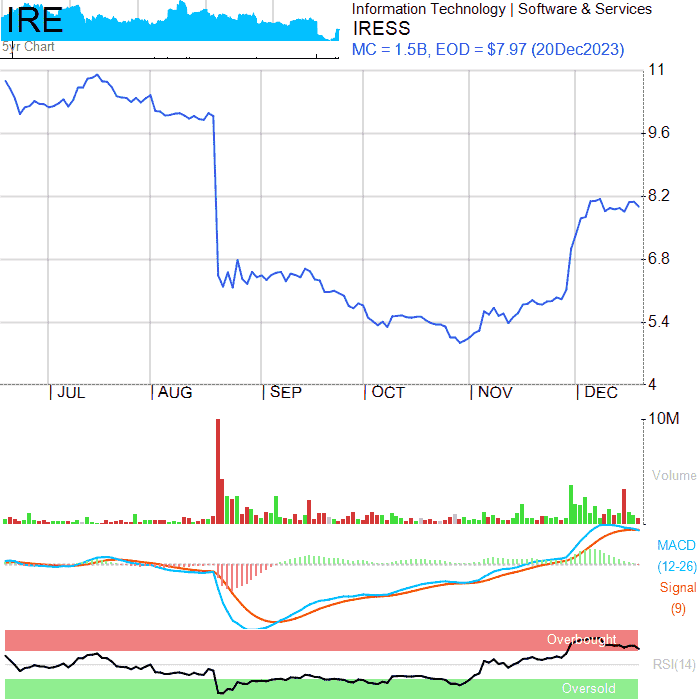 IRE
5yr Chart
Information Technology | Software & Services
IRESS
MC = 1.5B, EOD = $7.97 (20Dec2023)
11
9.6
8.2
6.8
5.4
4
JUL AUG SEP OCT NOV DEC
10M
Volume
MACD
(12-26)
Signal
(9)
Overbought
RSI(14)
Oversold